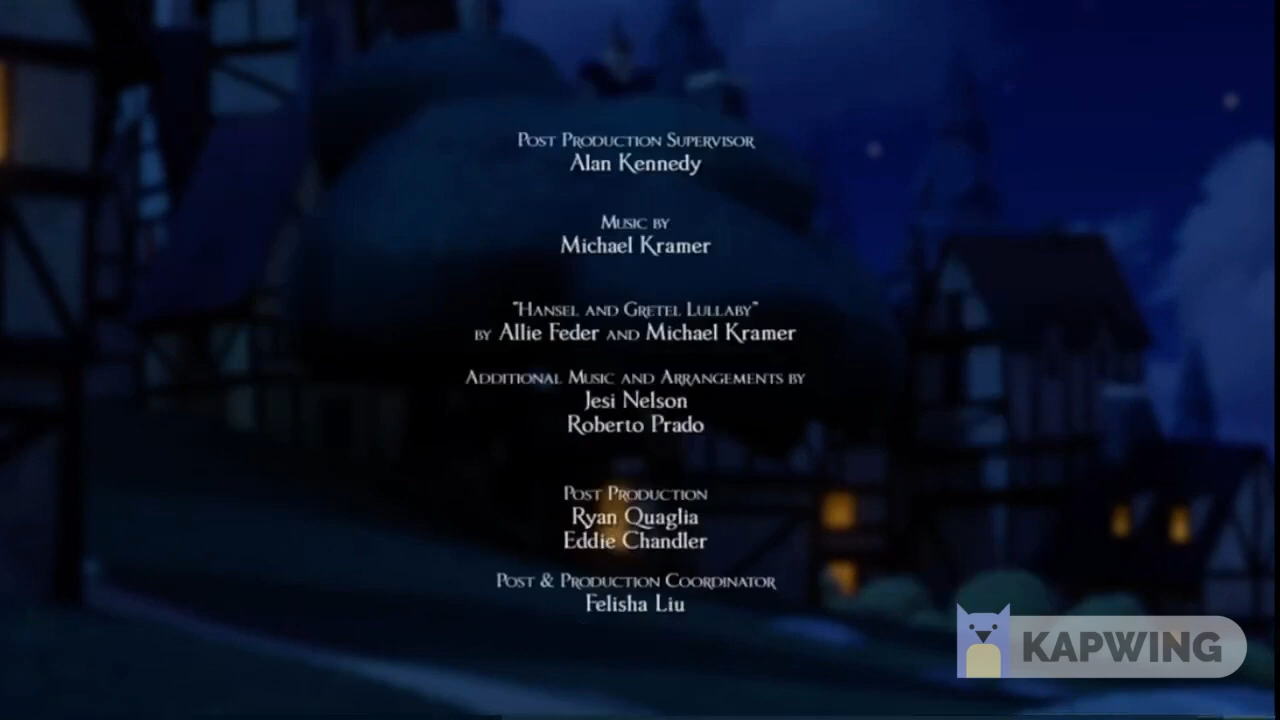 Post Production Supervisor
Alan Kennedy
Music by
Michael Kramer
"Hansel and Gretel Lullaby"
by Allie Feder and Michael Kramer
Additional Music and Arrangements by
Jesi Nelson
Roberto Prado
Post Production
Ryan Quaglia
Eddie Chandler
Post & Production Coordinator
Felisha Liu
KAPWING